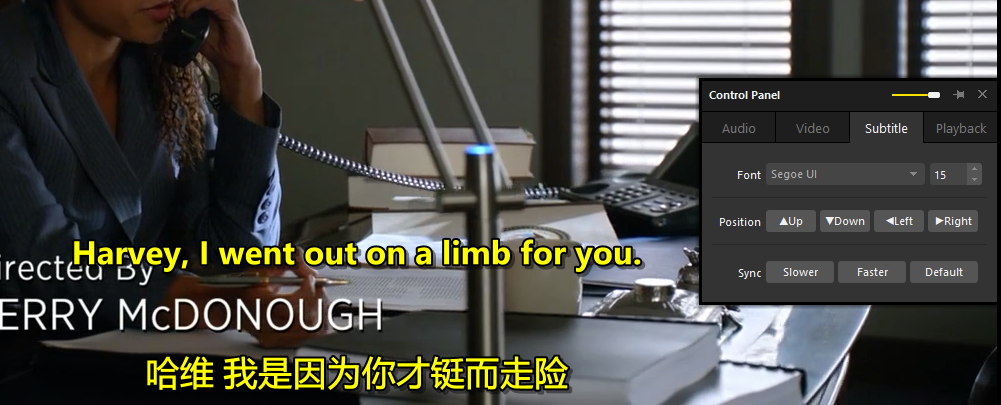 Control Panel
Audio Video Subtitle Playback
Font Segoe UI 15
Position ▲Up ▼Down ◀Left ▶Right
Sync Slower Faster Default
Harvey, I went out on a limb for you.
irected By
ERRY McDONOUGH
哈维 我是因为你才铤而走险